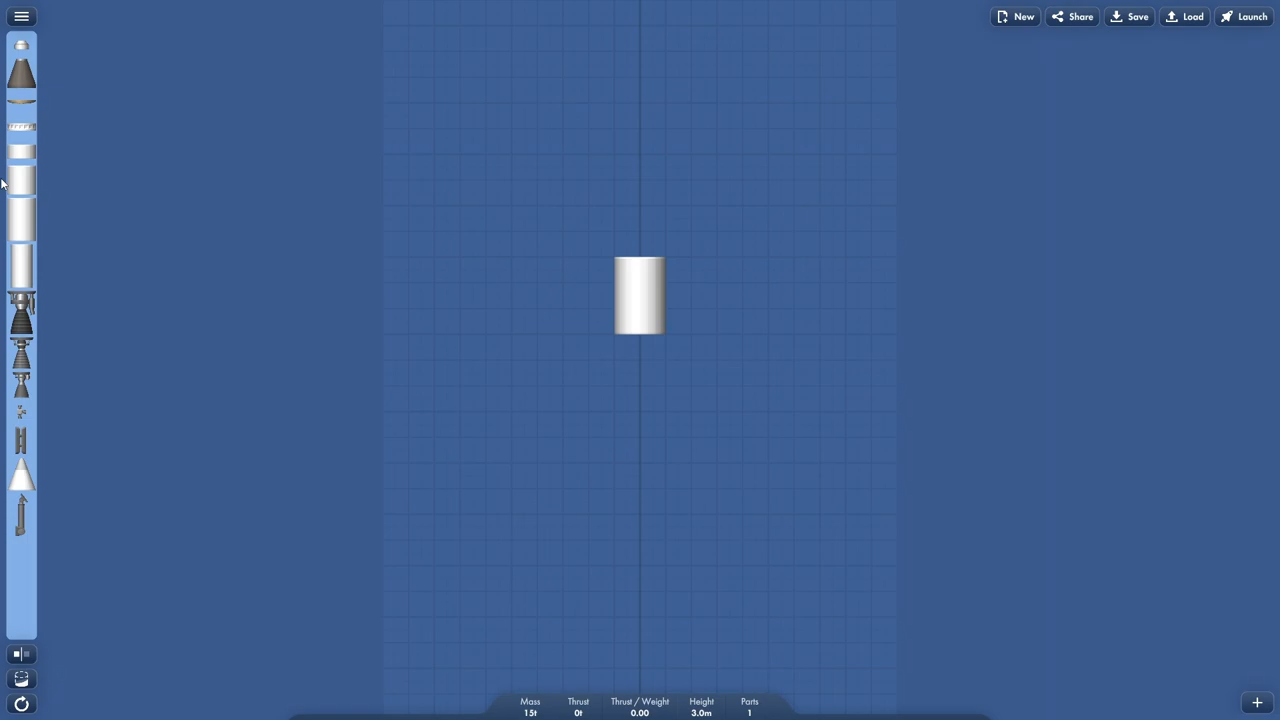 New
Share
Save
Load
Launch
Mass Thrust Thrust / Weight Height Parts
15t 0t 0.00 3.0m 1